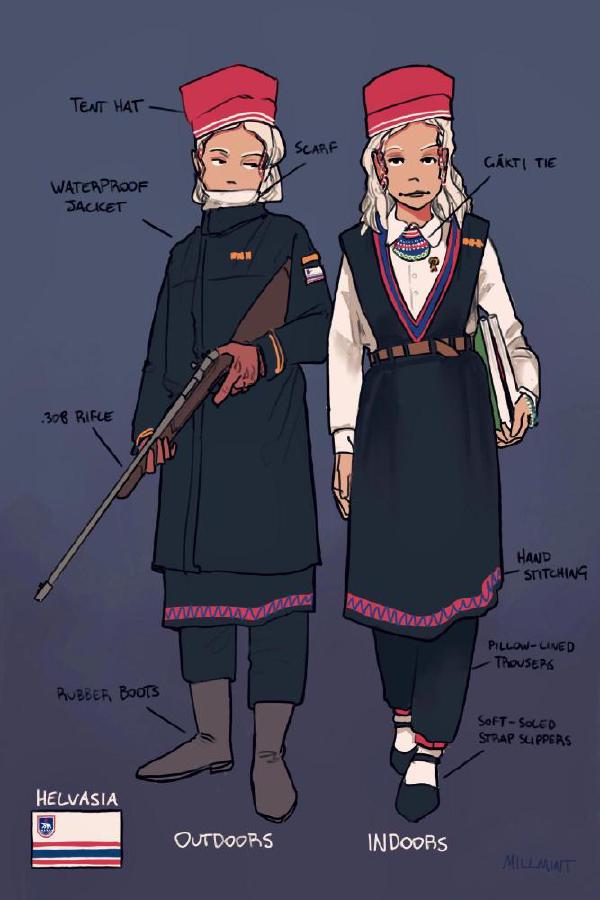 TENT HAT
SCARF
GÁKTI TIE
WATERPROOF
JACKET
.308 RIFLE
HAND
STITCHING
PILLOW-LINED
TROUSERS
RUBBER BOOTS
SOFT-SOLED
STRAP SLIPPERS
HELVASIA
OUTDOORS
INDOORS
MILLMINT